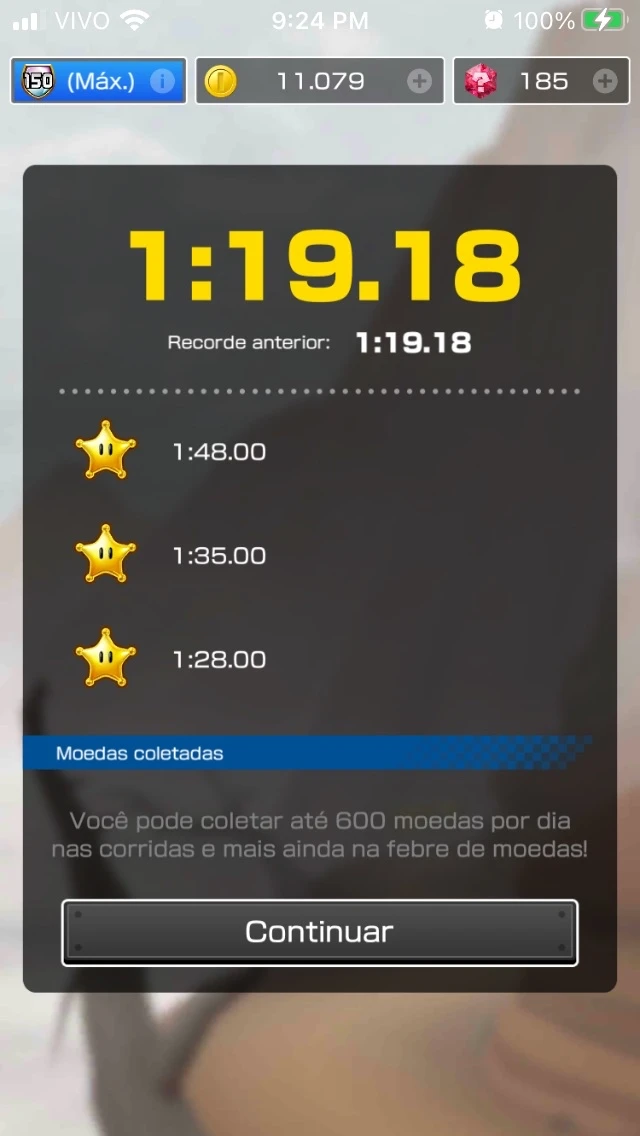 VIVO 9:24 PM 100%
150 (Máx.) i 11.079 + ? 185 +
1:19.18
Recorde anterior: 1:19.18
1:48.00
1:35.00
1:28.00
Moedas coletadas
Você pode coletar até 600 moedas por dia
nas corridas e mais ainda na febre de moedas!
Continuar